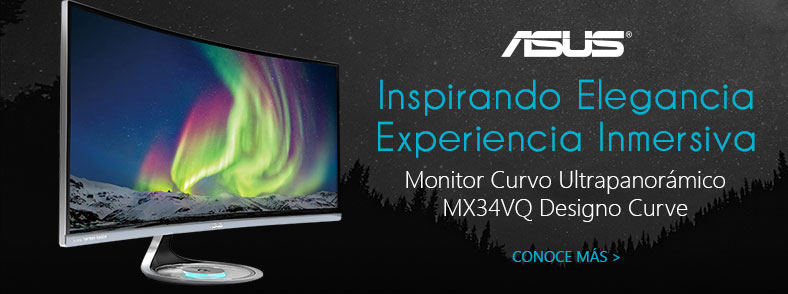 ASUS®
Inspirando Elegancia
Experiencia Inmersiva
Monitor Curvo Ultrapanorámico
MX34VQ Designo Curve
CONOCE MÁS >